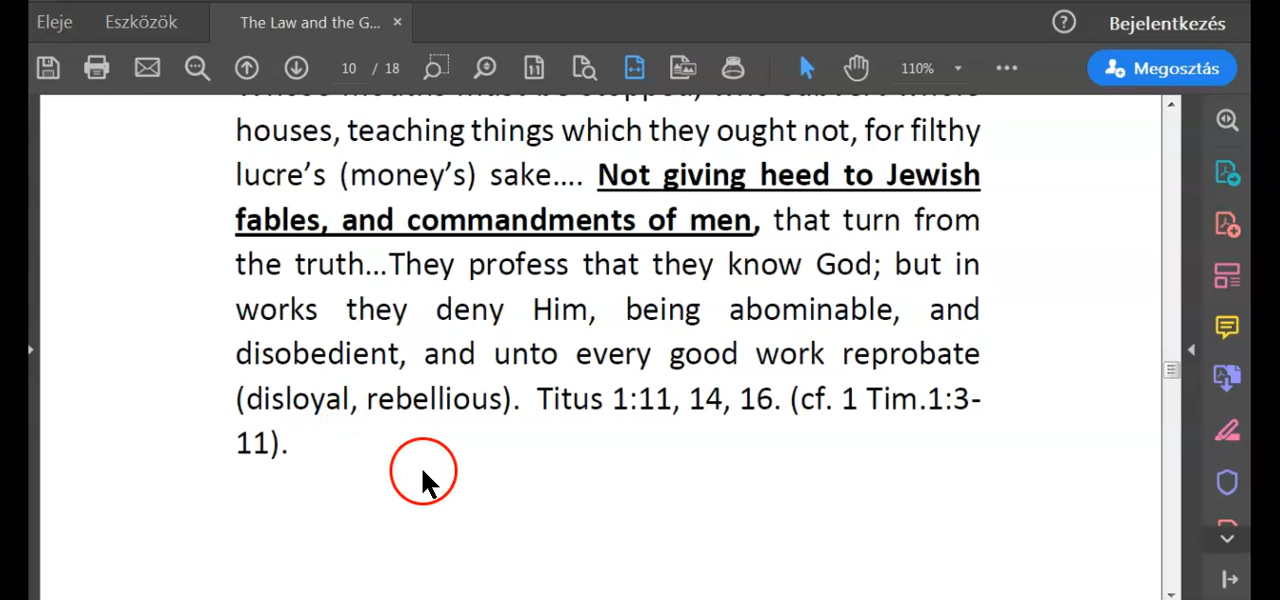 Eleje Eszközök The Law and the G... ×
? Bejelentkezés
10 / 18 110% Megosztás
houses, teaching things which they ought not, for filthy
lucre’s (money’s) sake.... Not giving heed to Jewish
fables, and commandments of men, that turn from
the truth...They profess that they know God; but in
works they deny Him, being abominable, and
disobedient, and unto every good work reprobate
(disloyal, rebellious). Titus 1:11, 14, 16. (cf. 1 Tim.1:3-
11).